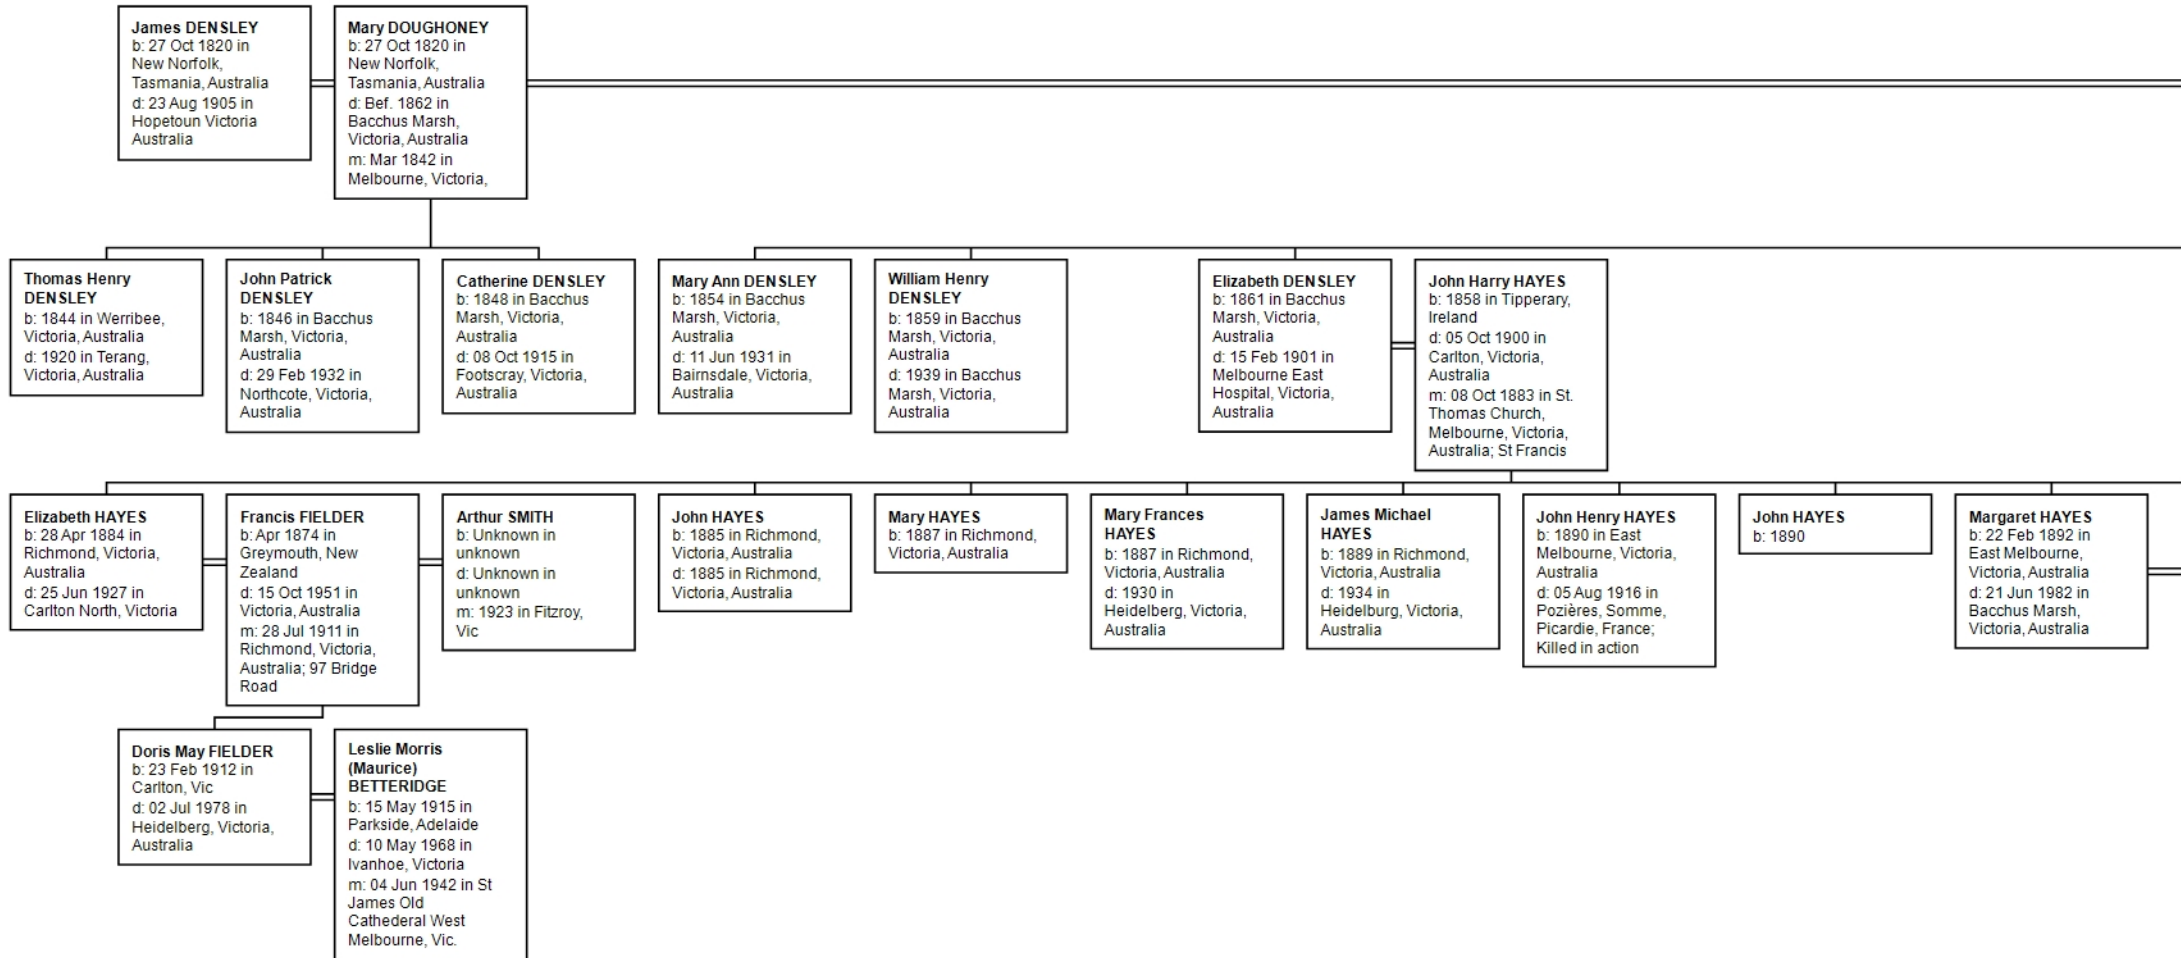 James DENSLEY
b: 27 Oct 1820 in
New Norfolk,
Tasmania, Australia
d: 23 Aug 1905 in
Hopetoun Victoria
Australia
Mary DOUGHONEY
b: 27 Oct 1820 in
New Norfolk,
Tasmania, Australia
d: Bef. 1862 in
Bacchus Marsh,
Victoria, Australia
m: Mar 1842 in
Melbourne, Victoria,
Thomas Henry
DENSLEY
b: 1844 in Werribee,
Victoria, Australia
d: 1920 in Terang,
Victoria, Australia
John Patrick
DENSLEY
b: 1846 in Bacchus
Marsh, Victoria,
Australia
d: 29 Feb 1932 in
Northcote, Victoria,
Australia
Catherine DENSLEY
b: 1848 in Bacchus
Marsh, Victoria,
Australia
d: 08 Oct 1915 in
Footscray, Victoria,
Australia
Mary Ann DENSLEY
b: 1854 in Bacchus
Marsh, Victoria,
Australia
d: 11 Jun 1931 in
Bairnsdale, Victoria,
Australia
William Henry
DENSLEY
b: 1859 in Bacchus
Marsh, Victoria,
Australia
d: 1939 in Bacchus
Marsh, Victoria,
Australia
Elizabeth DENSLEY
b: 1861 in Bacchus
Marsh, Victoria,
Australia
d: 15 Feb 1901 in
Melbourne East
Hospital, Victoria,
Australia
John Harry HAYES
b: 1858 in Tipperary,
Ireland
d: 05 Oct 1900 in
Carlton, Victoria,
Australia
m: 08 Oct 1883 in St.
Thomas Church,
Melbourne, Victoria,
Australia; St Francis
Elizabeth HAYES
b: 28 Apr 1884 in
Richmond, Victoria,
Australia
d: 25 Jun 1927 in
Carlton North, Victoria
Francis FIELDER
b: Apr 1874 in
Greymouth, New
Zealand
d: 15 Oct 1951 in
Victoria, Australia
m: 28 Jul 1911 in
Richmond, Victoria,
Australia; 97 Bridge
Road
Arthur SMITH
b: Unknown in
unknown
d: Unknown in
unknown
m: 1923 in Fitzroy,
Vic
John HAYES
b: 1885 in Richmond,
Victoria, Australia
d: 1885 in Richmond,
Victoria, Australia
Mary HAYES
b: 1887 in Richmond,
Victoria, Australia
Mary Frances
HAYES
b: 1887 in Richmond,
Victoria, Australia
d: 1930 in
Heidelberg, Victoria,
Australia
James Michael
HAYES
b: 1889 in Richmond,
Victoria, Australia
d: 1934 in
Heidelburg, Victoria,
Australia
John Henry HAYES
b: 1890 in East
Melbourne, Victoria,
Australia
d: 05 Aug 1916 in
Pozières, Somme,
Picardie, France;
Killed in action
John HAYES
b: 1890
Margaret HAYES
b: 22 Feb 1892 in
East Melbourne,
Victoria, Australia
d: 21 Jun 1982 in
Bacchus Marsh,
Victoria, Australia
Doris May FIELDER
b: 23 Feb 1912 in
Carlton, Vic
d: 02 Jul 1978 in
Heidelberg, Victoria,
Australia
Leslie Morris
(Maurice)
BETTERIDGE
b: 15 May 1915 in
Parkside, Adelaide
d: 10 May 1968 in
Ivanhoe, Victoria
m: 04 Jun 1942 in St
James Old
Cathederal West
Melbourne, Vic.